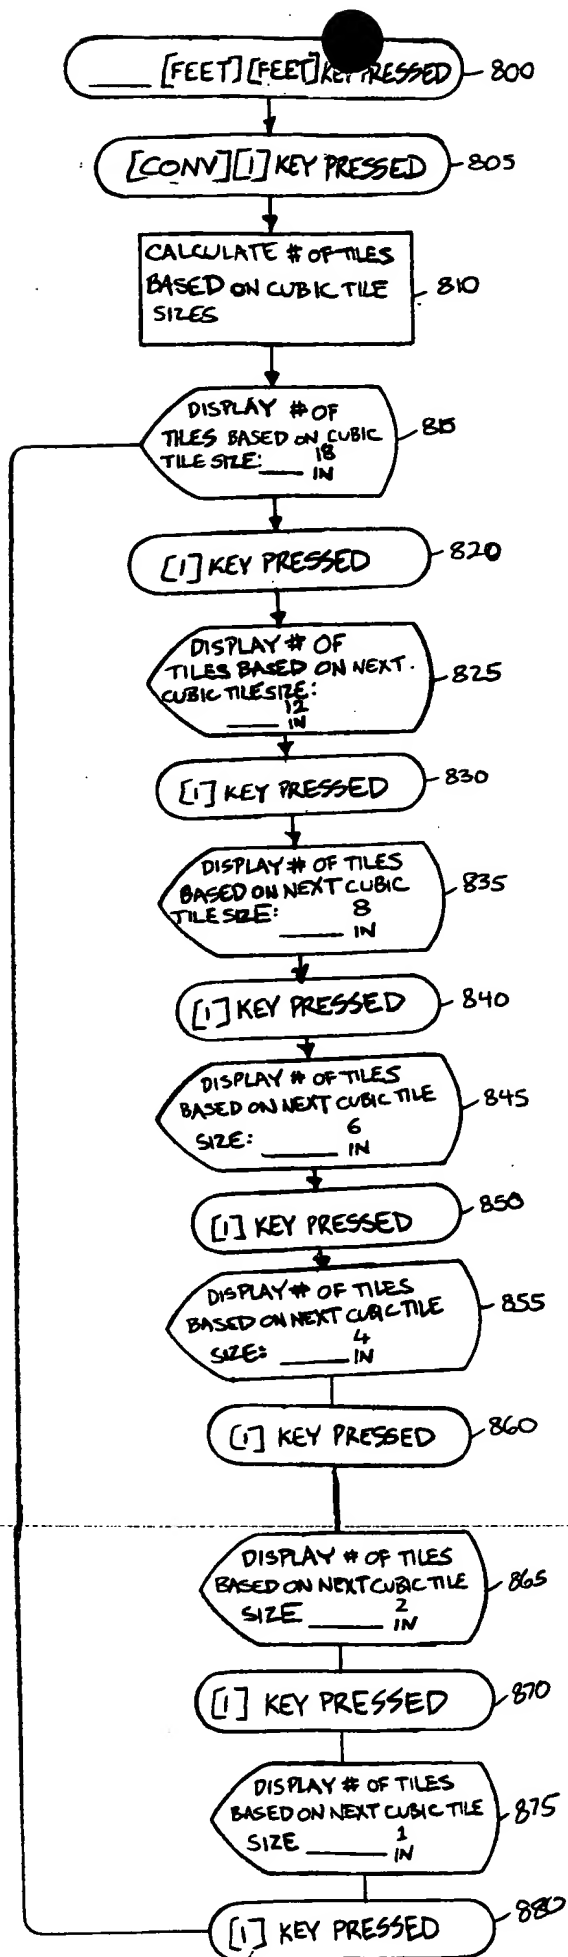 ____ [FEET] [FEET] KEY PRESSED 800
[CONV] [1] KEY PRESSED 805
CALCULATE # OF TILES
BASED ON CUBIC TILE 810
SIZES
DISPLAY # OF
TILES BASED ON CUBIC 815
TILE SIZE: ____ 18 IN
[1] KEY PRESSED 820
DISPLAY # OF
TILES BASED ON NEXT 825
CUBIC TILE SIZE:
____ 12 IN
[1] KEY PRESSED 830
DISPLAY # OF TILES
BASED ON NEXT CUBIC 835
TILE SIZE: ____ 8 IN
[1] KEY PRESSED 840
DISPLAY # OF TILES
BASED ON NEXT CUBIC TILE 845
SIZE: ____ 6 IN
[1] KEY PRESSED 850
DISPLAY # OF TILES
BASED ON NEXT CUBIC TILE 855
SIZE: ____ 4 IN
[1] KEY PRESSED 860
DISPLAY # OF TILES
BASED ON NEXT CUBIC TILE 865
SIZE ____ 2 IN
[1] KEY PRESSED 870
DISPLAY # OF TILES
BASED ON NEXT CUBIC TILE 875
SIZE ____ 1 IN
[1] KEY PRESSED 880